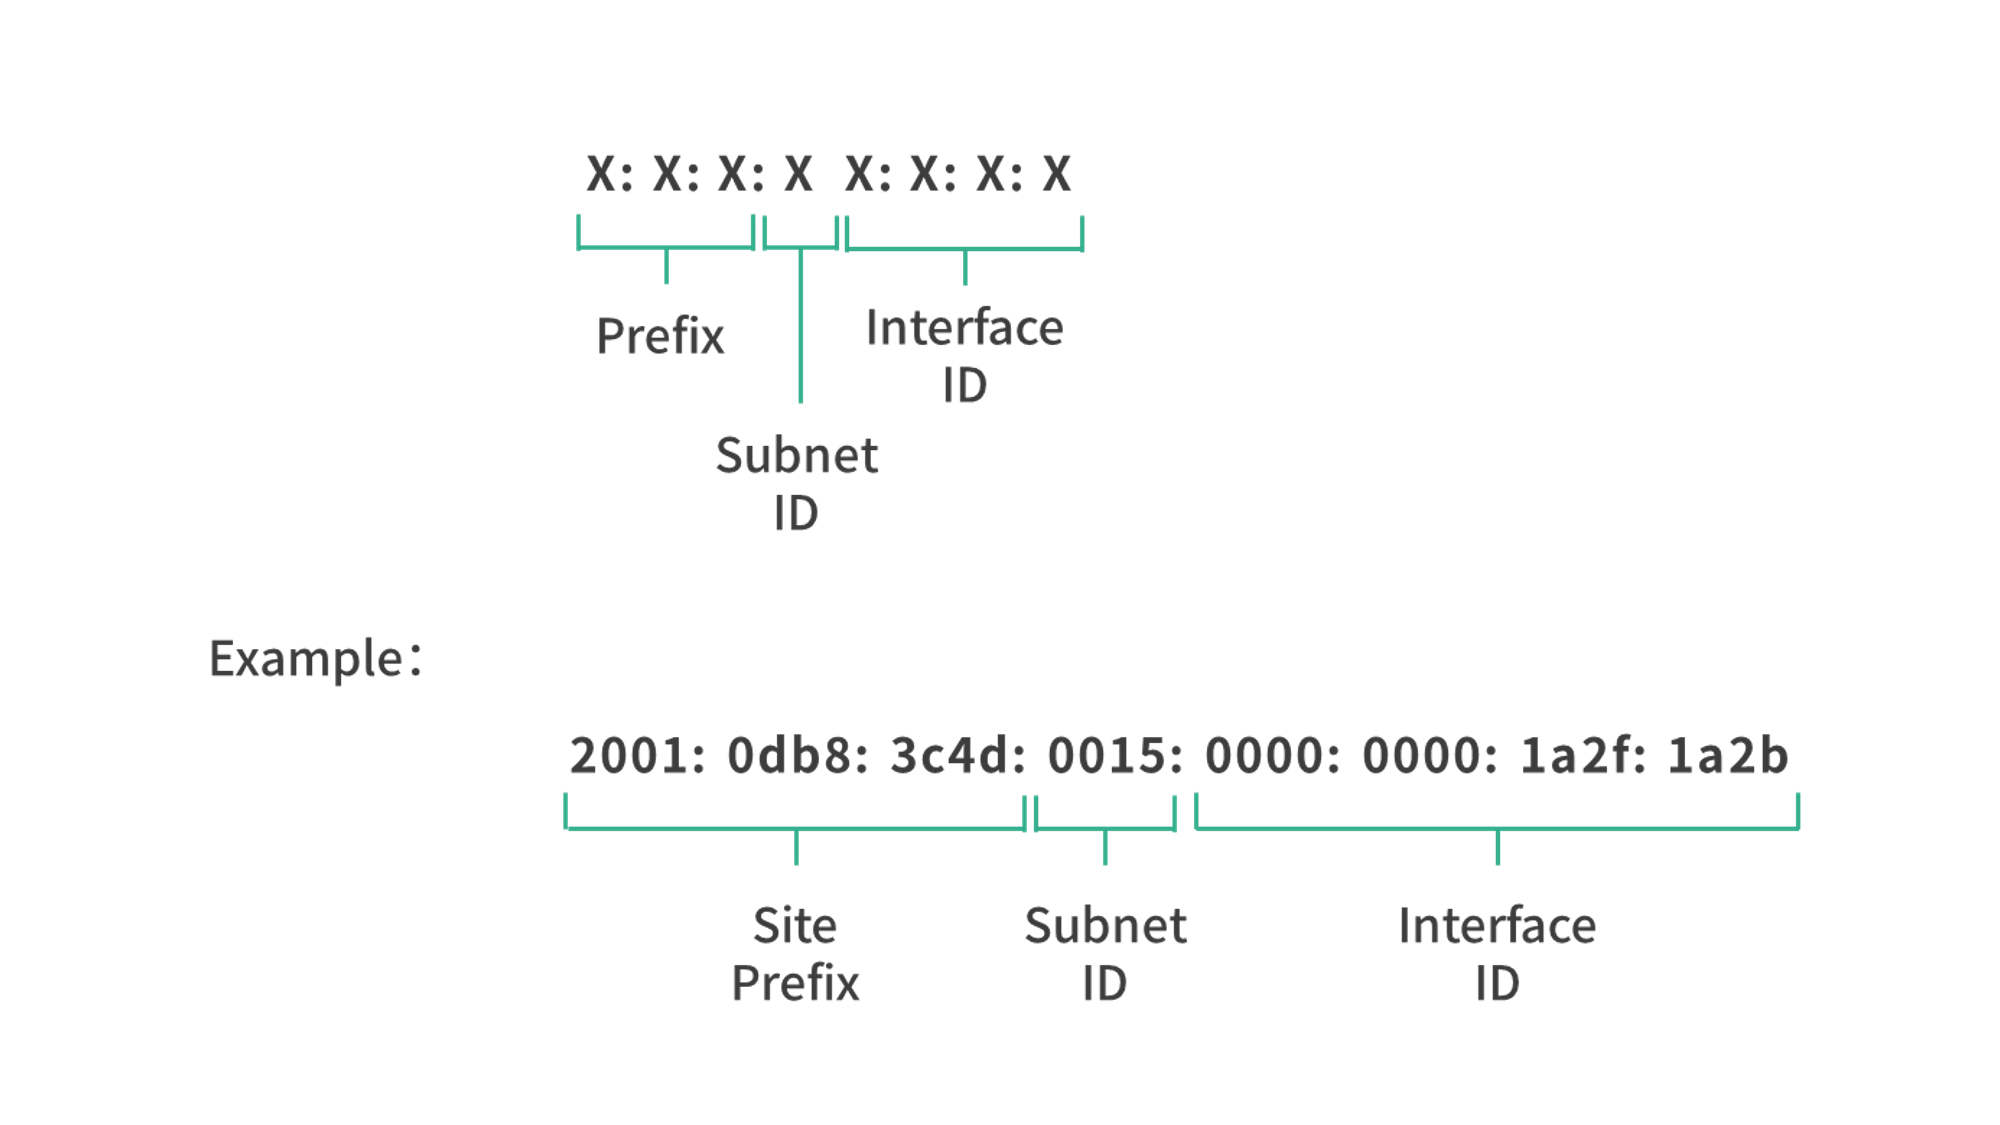 X: X: X: X X: X: X: X
Prefix
Interface
ID
Subnet
ID
Example:
2001: 0db8: 3c4d: 0015: 0000: 0000: 1a2f: 1a2b
Site
Prefix
Subnet
ID
Interface
ID